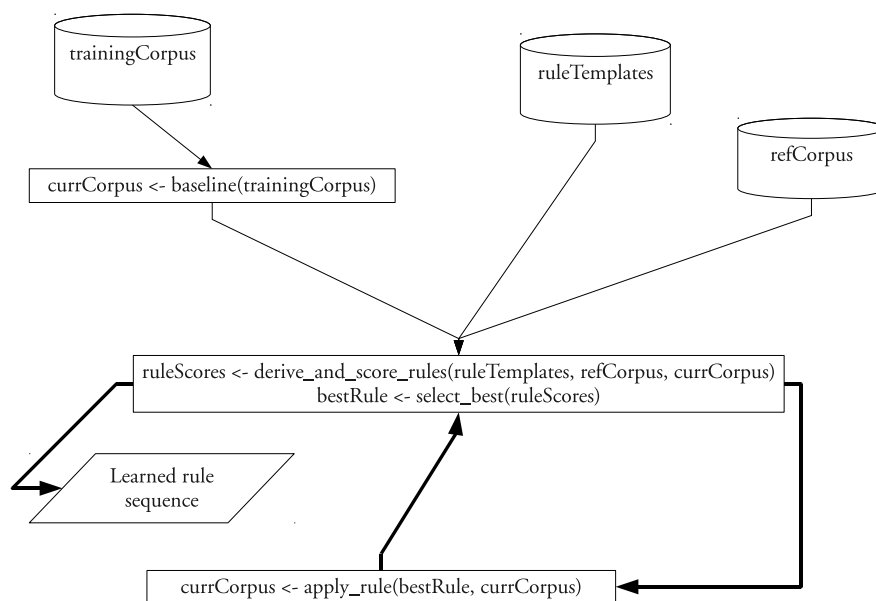 trainingCorpus
ruleTemplates
refCorpus
currCorpus <- baseline(trainingCorpus)
ruleScores <- derive_and_score_rules(ruleTemplates, refCorpus, currCorpus)
bestRule <- select_best(ruleScores)
Learned rule
sequence
currCorpus <- apply_rule(bestRule, currCorpus)